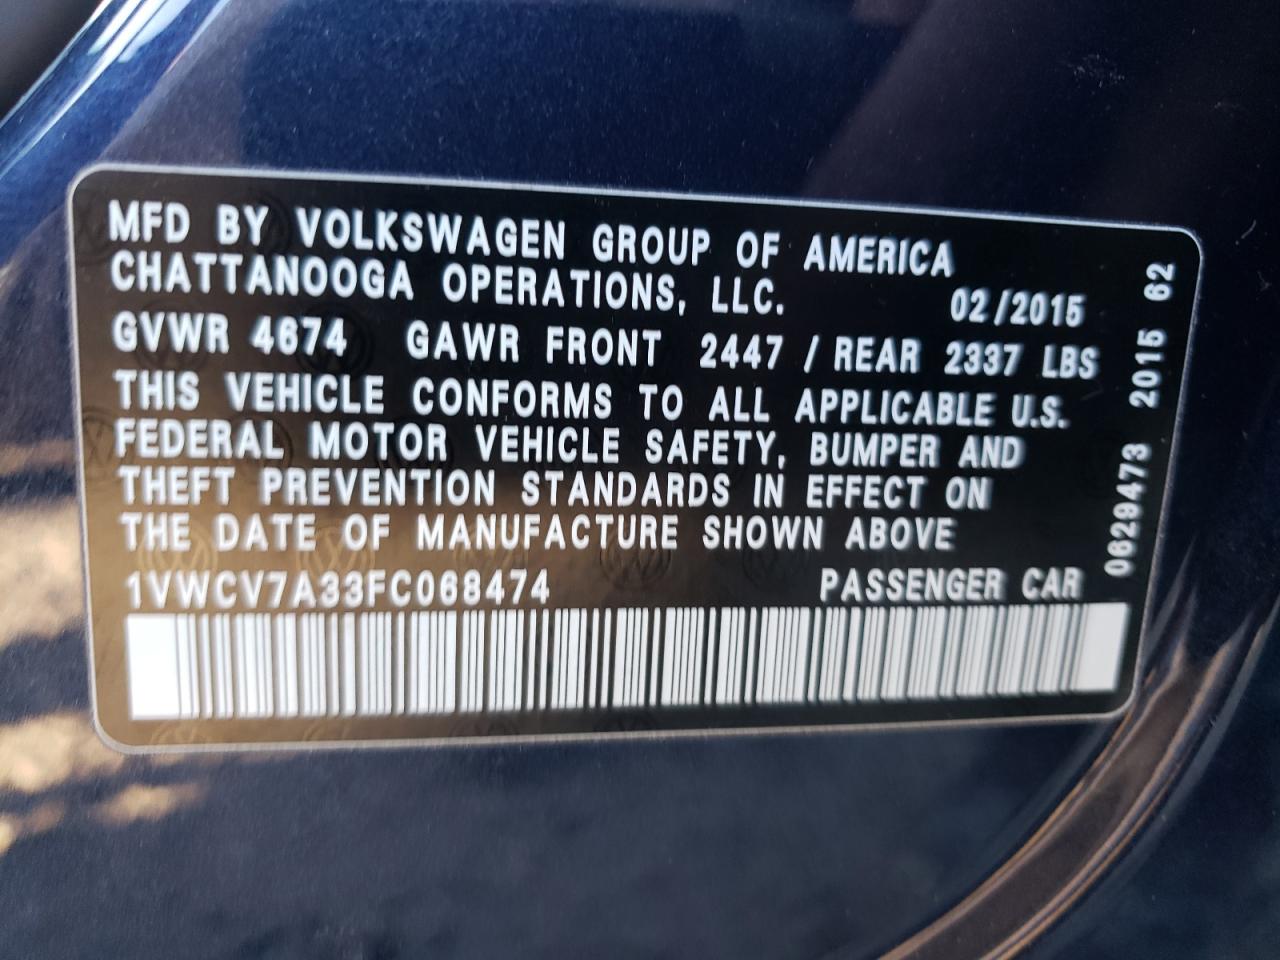 MFD BY VOLKSWAGEN GROUP OF AMERICA
CHATTANOOGA OPERATIONS, LLC. 02/2015
GVWR 4674 GAWR FRONT 2447 / REAR 2337 LBS
THIS VEHICLE CONFORMS TO ALL APPLICABLE U.S.
FEDERAL MOTOR VEHICLE SAFETY, BUMPER AND
THEFT PREVENTION STANDARDS IN EFFECT ON
THE DATE OF MANUFACTURE SHOWN ABOVE
1VWCV7A33FC068474 PASSENGER CAR
0629473 2015 62